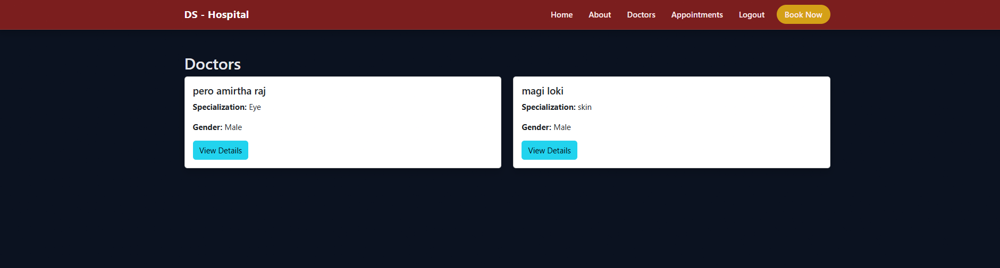 DS - Hospital
Home About Doctors Appointments Logout Book Now
Doctors
pero amirtha raj
Specialization: Eye
Gender: Male
View Details
magi loki
Specialization: skin
Gender: Male
View Details